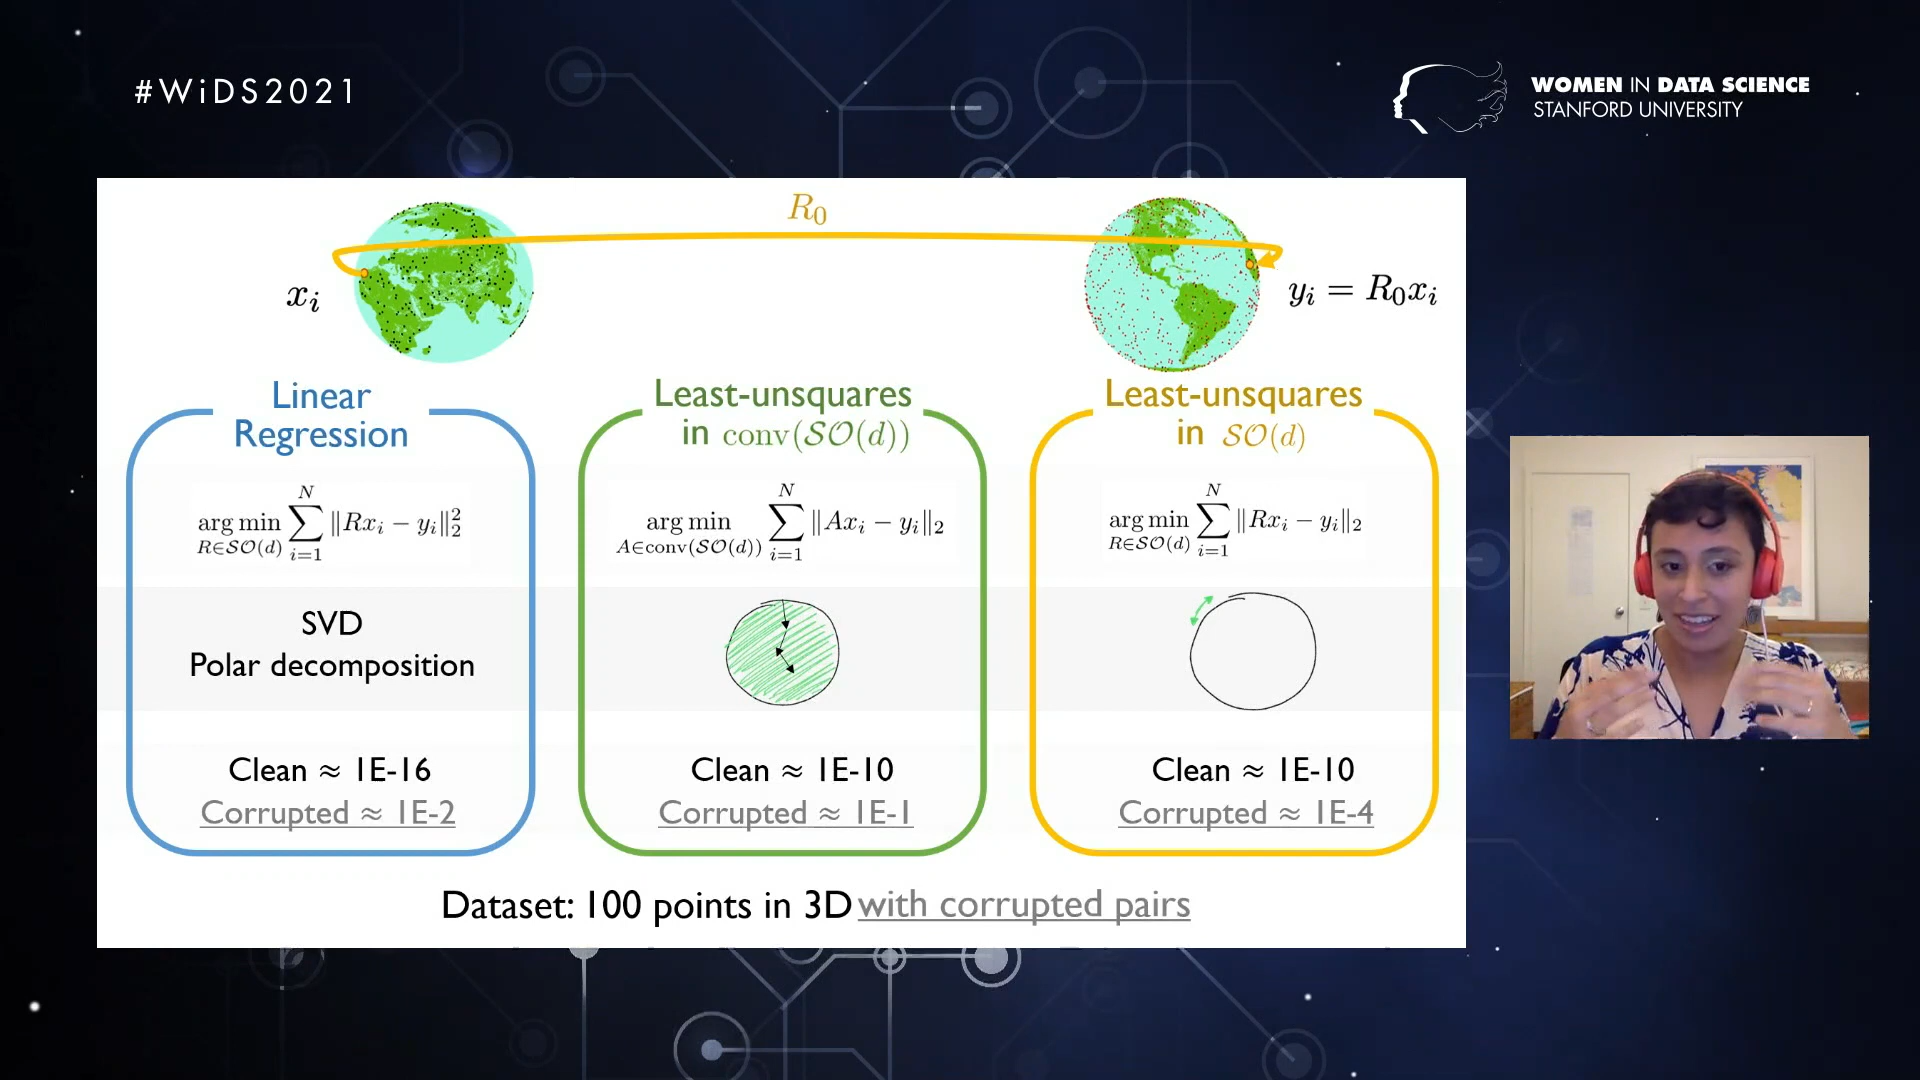 #WiDS2021
WOMEN IN DATA SCIENCE
STANFORD UNIVERSITY
R₀
xᵢ
yᵢ = R₀xᵢ
Linear
Regression
arg min R∈𝒮𝒪(d) ∑ᵢ₌₁ᴺ ‖Rxᵢ − yᵢ‖₂²
SVD
Polar decomposition
Clean ≈ 1E-16
Corrupted ≈ 1E-2
Least-unsquares
in conv(𝒮𝒪(d))
arg min A∈conv(𝒮𝒪(d)) ∑ᵢ₌₁ᴺ ‖Axᵢ − yᵢ‖₂
Clean ≈ 1E-10
Corrupted ≈ 1E-1
Least-unsquares
in 𝒮𝒪(d)
arg min R∈𝒮𝒪(d) ∑ᵢ₌₁ᴺ ‖Rxᵢ − yᵢ‖₂
Clean ≈ 1E-10
Corrupted ≈ 1E-4
Dataset: 100 points in 3D with corrupted pairs